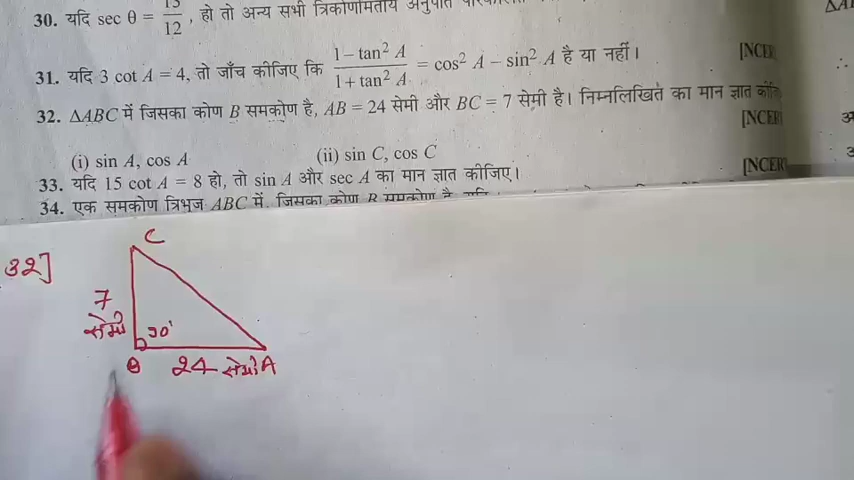 30. यदि sec θ = 13/12, हो तो अन्य सभी त्रिकोणमितीय अनुपात
31. यदि 3 cot A = 4, तो जाँच कीजिए कि (1 – tan² A)/(1 + tan² A) = cos² A – sin² A है या नहीं। [NCER
32. ΔABC में जिसका कोण B समकोण है, AB = 24 सेमी और BC = 7 सेमी है। निम्नलिखित का मान ज्ञात
[NCER
(i) sin A, cos A (ii) sin C, cos C
33. यदि 15 cot A = 8 हो, तो sin A और sec A का मान ज्ञात कीजिए। [NCER
34. एक समकोण त्रिभुज ABC में, जिसका कोण B समकोण है,
32]
C
7
सेमी
90°
B 24 सेमी A